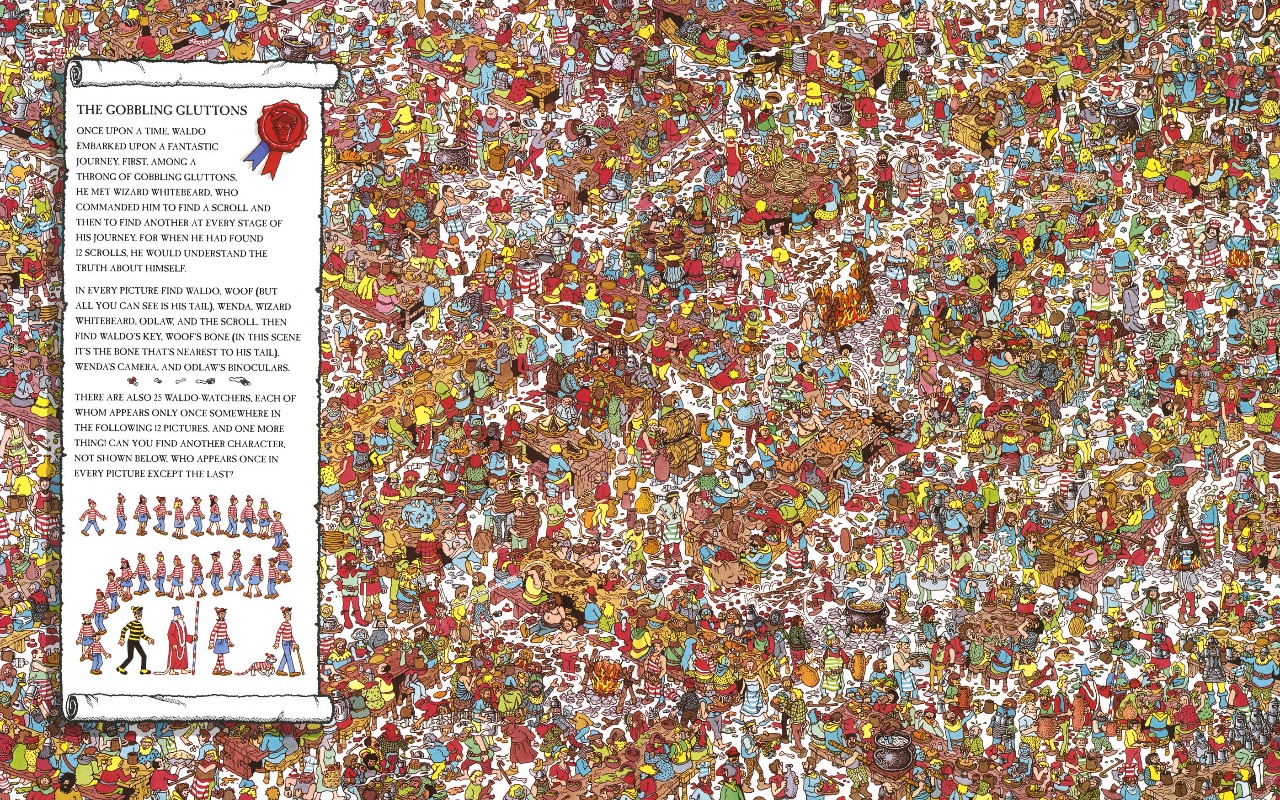 THE GOBBLING GLUTTONS
ONCE UPON A TIME, WALDO
EMBARKED UPON A FANTASTIC
JOURNEY. FIRST, AMONG A
THRONG OF GOBBLING GLUTTONS,
HE MET WIZARD WHITEBEARD, WHO
COMMANDED HIM TO FIND A SCROLL AND
THEN TO FIND ANOTHER AT EVERY STAGE OF
HIS JOURNEY. FOR WHEN HE HAD FOUND
12 SCROLLS, HE WOULD UNDERSTAND THE
TRUTH ABOUT HIMSELF.
IN EVERY PICTURE FIND WALDO, WOOF (BUT
ALL YOU CAN SEE IS HIS TAIL), WENDA, WIZARD
WHITEBEARD, ODLAW, AND THE SCROLL. THEN
FIND WALDO'S KEY, WOOF'S BONE (IN THIS SCENE
IT'S THE BONE THAT'S NEAREST TO HIS TAIL),
WENDA'S CAMERA, AND ODLAW'S BINOCULARS.
THERE ARE ALSO 25 WALDO-WATCHERS, EACH OF
WHOM APPEARS ONLY ONCE SOMEWHERE IN
THE FOLLOWING 12 PICTURES. AND ONE MORE
THING! CAN YOU FIND ANOTHER CHARACTER,
NOT SHOWN BELOW, WHO APPEARS ONCE IN
EVERY PICTURE EXCEPT THE LAST?